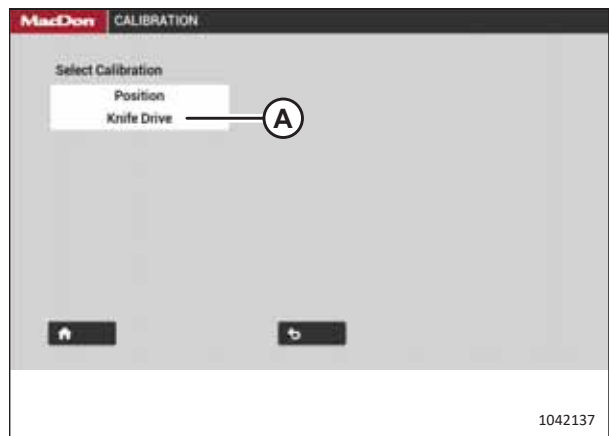 MacDon CALIBRATION
Select Calibration
Position
Knife Drive
A
1042137